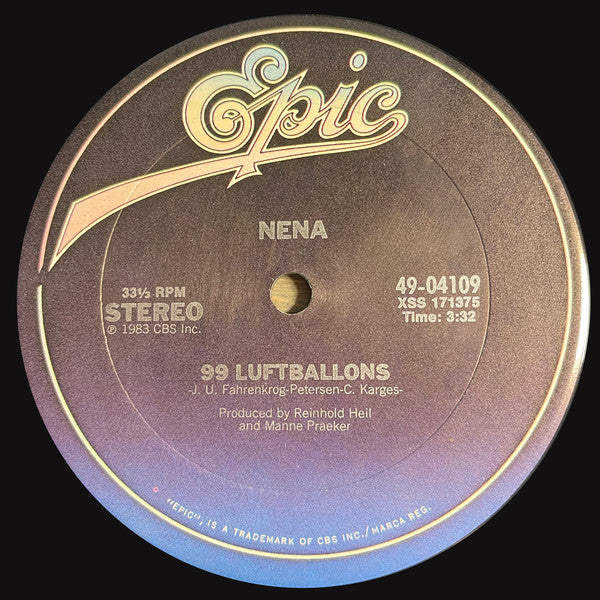 Epic
NENA
33⅓ RPM
STEREO
℗ 1983 CBS Inc.
49-04109
XSS 171375
Time: 3:32
99 LUFTBALLONS
-J. U. Fahrenkrog-Petersen-C. Karges-
Produced by Reinhold Heil
and Manne Praeker
"EPIC", IS A TRADEMARK OF CBS INC./MARCA REG.